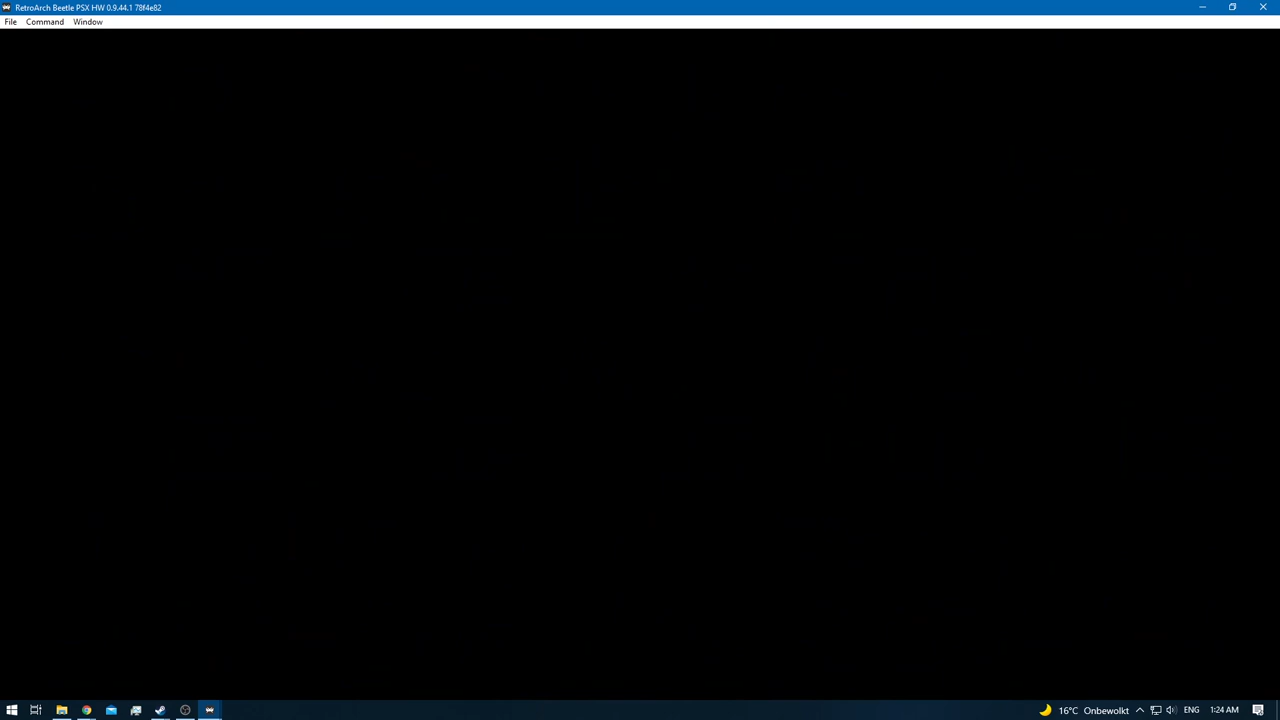 RetroArch Beetle PSX HW 0.9.44.1 78f4e82
File Command Window
16°C Onbewolkt ENG 1:24 AM